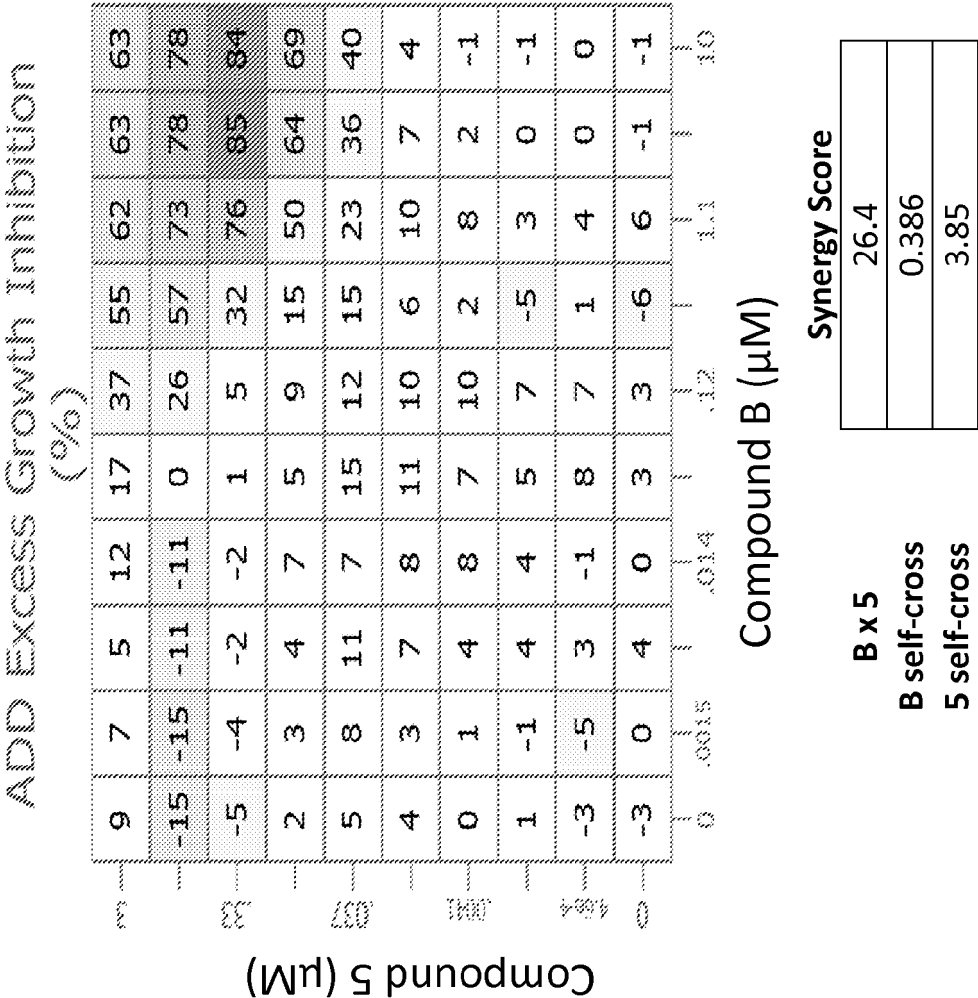 ADD Excess Growth Inhibition
(%)
3 9 7 5 12 17 37 55 62 63 63
-15 -15 -11 -11 0 26 57 73 78 78
.33 -5 -4 -2 -2 1 5 32 76 85 84
2 3 4 7 5 9 15 50 64 69
.037 5 8 11 7 15 12 15 23 36 40
4 3 7 8 11 10 6 10 7 4
.0041 0 1 4 8 7 10 2 8 2 -1
1 -1 4 4 5 7 -5 3 0 -1
-3 -5 3 -1 8 7 1 4 0 0
0 -3 0 4 0 3 3 -6 6 -1 -1
0 .0015 .014 .12 1.1 10
Compound 5 (μM)
Compound B (μM)
Synergy Score
B x 5 26.4
B self-cross 0.386
5 self-cross 3.85